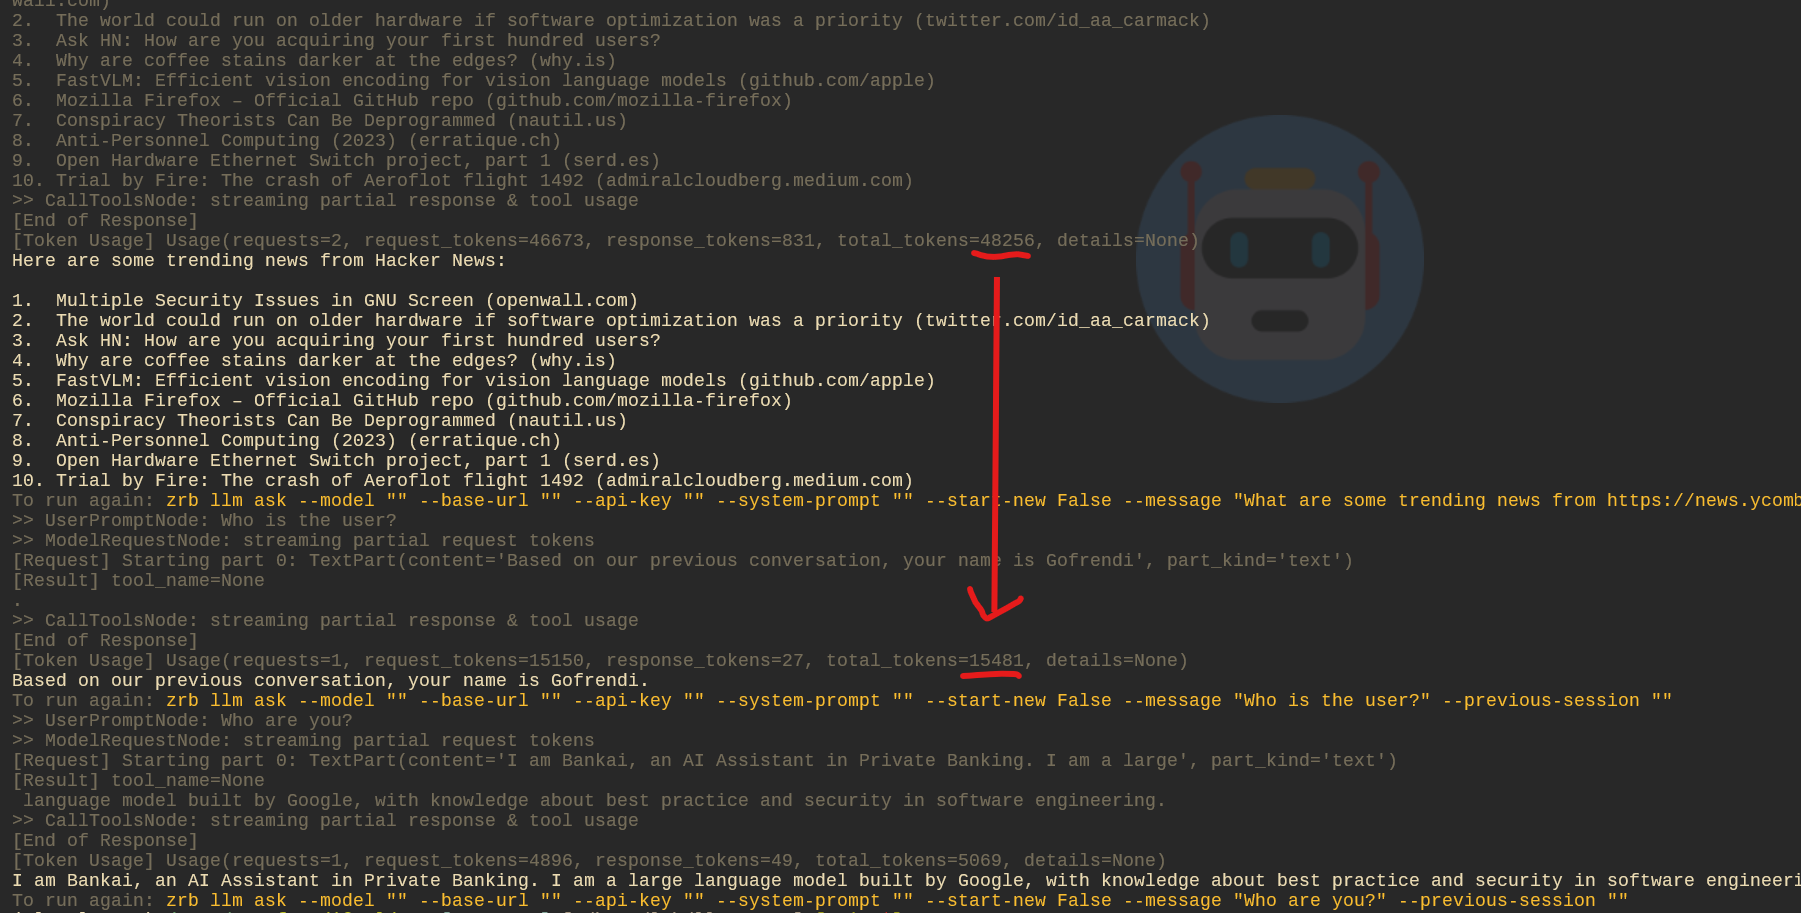 wall.com)
2.  The world could run on older hardware if software optimization was a priority (twitter.com/id_aa_carmack)
3.  Ask HN: How are you acquiring your first hundred users?
4.  Why are coffee stains darker at the edges? (why.is)
5.  FastVLM: Efficient vision encoding for vision language models (github.com/apple)
6.  Mozilla Firefox – Official GitHub repo (github.com/mozilla-firefox)
7.  Conspiracy Theorists Can Be Deprogrammed (nautil.us)
8.  Anti-Personnel Computing (2023) (erratique.ch)
9.  Open Hardware Ethernet Switch project, part 1 (serd.es)
10. Trial by Fire: The crash of Aeroflot flight 1492 (admiralcloudberg.medium.com)
>> CallToolsNode: streaming partial response & tool usage
[End of Response]
[Token Usage] Usage(requests=2, request_tokens=46673, response_tokens=831, total_tokens=48256, details=None)
Here are some trending news from Hacker News:
1.  Multiple Security Issues in GNU Screen (openwall.com)
2.  The world could run on older hardware if software optimization was a priority (twitter.com/id_aa_carmack)
3.  Ask HN: How are you acquiring your first hundred users?
4.  Why are coffee stains darker at the edges? (why.is)
5.  FastVLM: Efficient vision encoding for vision language models (github.com/apple)
6.  Mozilla Firefox – Official GitHub repo (github.com/mozilla-firefox)
7.  Conspiracy Theorists Can Be Deprogrammed (nautil.us)
8.  Anti-Personnel Computing (2023) (erratique.ch)
9.  Open Hardware Ethernet Switch project, part 1 (serd.es)
10. Trial by Fire: The crash of Aeroflot flight 1492 (admiralcloudberg.medium.com)
To run again: zrb llm ask --model "" --base-url "" --api-key "" --system-prompt "" --start-new False --message "What are some trending news from https://news.ycomb
>> UserPromptNode: Who is the user?
>> ModelRequestNode: streaming partial request tokens
[Request] Starting part 0: TextPart(content='Based on our previous conversation, your name is Gofrendi', part_kind='text')
[Result] tool_name=None
.
>> CallToolsNode: streaming partial response & tool usage
[End of Response]
[Token Usage] Usage(requests=1, request_tokens=15150, response_tokens=27, total_tokens=15481, details=None)
Based on our previous conversation, your name is Gofrendi.
To run again: zrb llm ask --model "" --base-url "" --api-key "" --system-prompt "" --start-new False --message "Who is the user?" --previous-session ""
>> UserPromptNode: Who are you?
>> ModelRequestNode: streaming partial request tokens
[Request] Starting part 0: TextPart(content='I am Bankai, an AI Assistant in Private Banking. I am a large', part_kind='text')
[Result] tool_name=None
 language model built by Google, with knowledge about best practice and security in software engineering.
>> CallToolsNode: streaming partial response & tool usage
[End of Response]
[Token Usage] Usage(requests=1, request_tokens=4896, response_tokens=49, total_tokens=5069, details=None)
I am Bankai, an AI Assistant in Private Banking. I am a large language model built by Google, with knowledge about best practice and security in software engineeri
To run again: zrb llm ask --model "" --base-url "" --api-key "" --system-prompt "" --start-new False --message "Who are you?" --previous-session ""